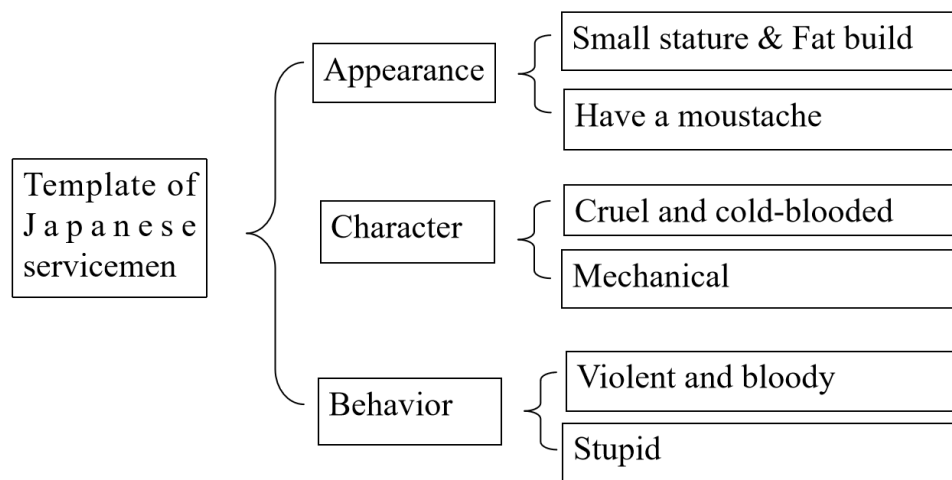 Template of
Japanese
servicemen
Appearance
Small stature & Fat build
Have a moustache
Character
Cruel and cold-blooded
Mechanical
Behavior
Violent and bloody
Stupid